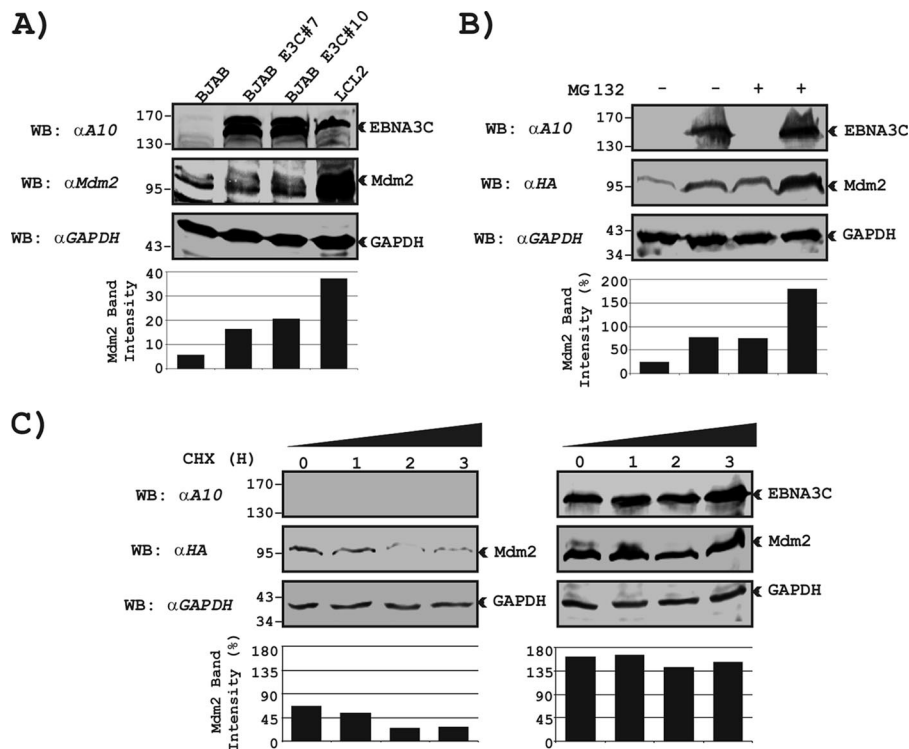 A)
BJAB
BJAB E3C#7
BJAB E3C#10
LCL2
WB: αA10
170
130
EBNA3C
WB: αMdm2
95
Mdm2
WB: αGAPDH
43
GAPDH
Mdm2 Band
Intensity
40
30
20
10
0
B)
MG 132 - - + +
WB: αA10
170
130
EBNA3C
WB: αHA
95
Mdm2
WB: αGAPDH
43
34
GAPDH
Mdm2 Band
Intensity (%)
200
150
100
50
0
C)
CHX (H) 0 1 2 3
WB: αA10
170
130
WB: αHA
95
Mdm2
WB: αGAPDH
43
34
GAPDH
Mdm2 Band
Intensity (%)
180
135
90
45
0
0 1 2 3
EBNA3C
Mdm2
GAPDH
180
135
90
45
0